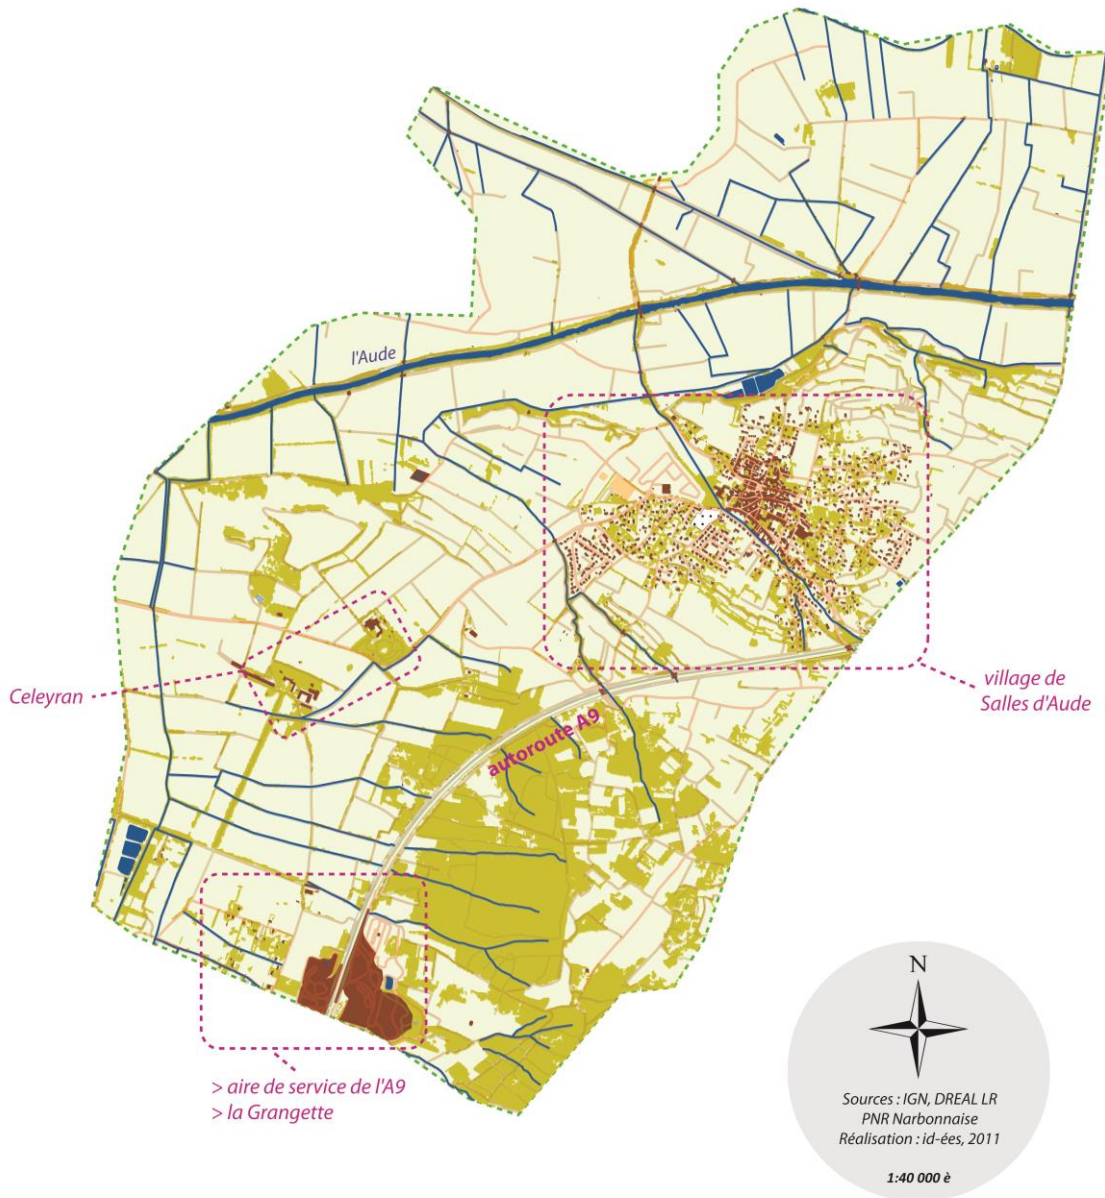 l'Aude
Celeyran
village de
Salles d'Aude
autoroute A9
> aire de service de l'A9
> la Grangette
N
Sources : IGN, DREAL LR
PNR Narbonnaise
Réalisation : id-ées, 2011
1:40 000 è